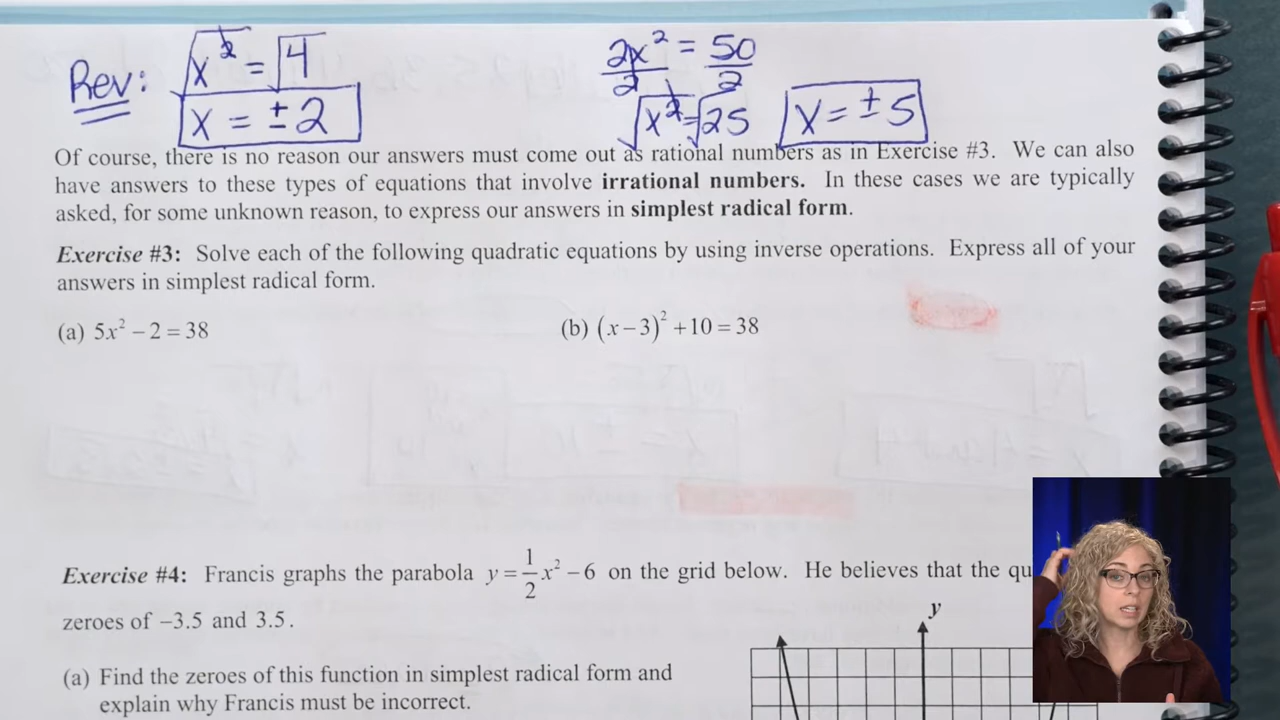 Rev: √x² = √4
x = ±2
2x² = 50
2 2
√x² = √25 x = ±5
Of course, there is no reason our answers must come out as rational numbers as in Exercise #3. We can also
have answers to these types of equations that involve irrational numbers. In these cases we are typically
asked, for some unknown reason, to express our answers in simplest radical form.
Exercise #3: Solve each of the following quadratic equations by using inverse operations. Express all of your
answers in simplest radical form.
(a) 5x² − 2 = 38 (b) (x − 3)² + 10 = 38
Exercise #4: Francis graphs the parabola y = 1/2 x² − 6 on the grid below. He believes that the qu
zeroes of −3.5 and 3.5.
y
(a) Find the zeroes of this function in simplest radical form and
explain why Francis must be incorrect.